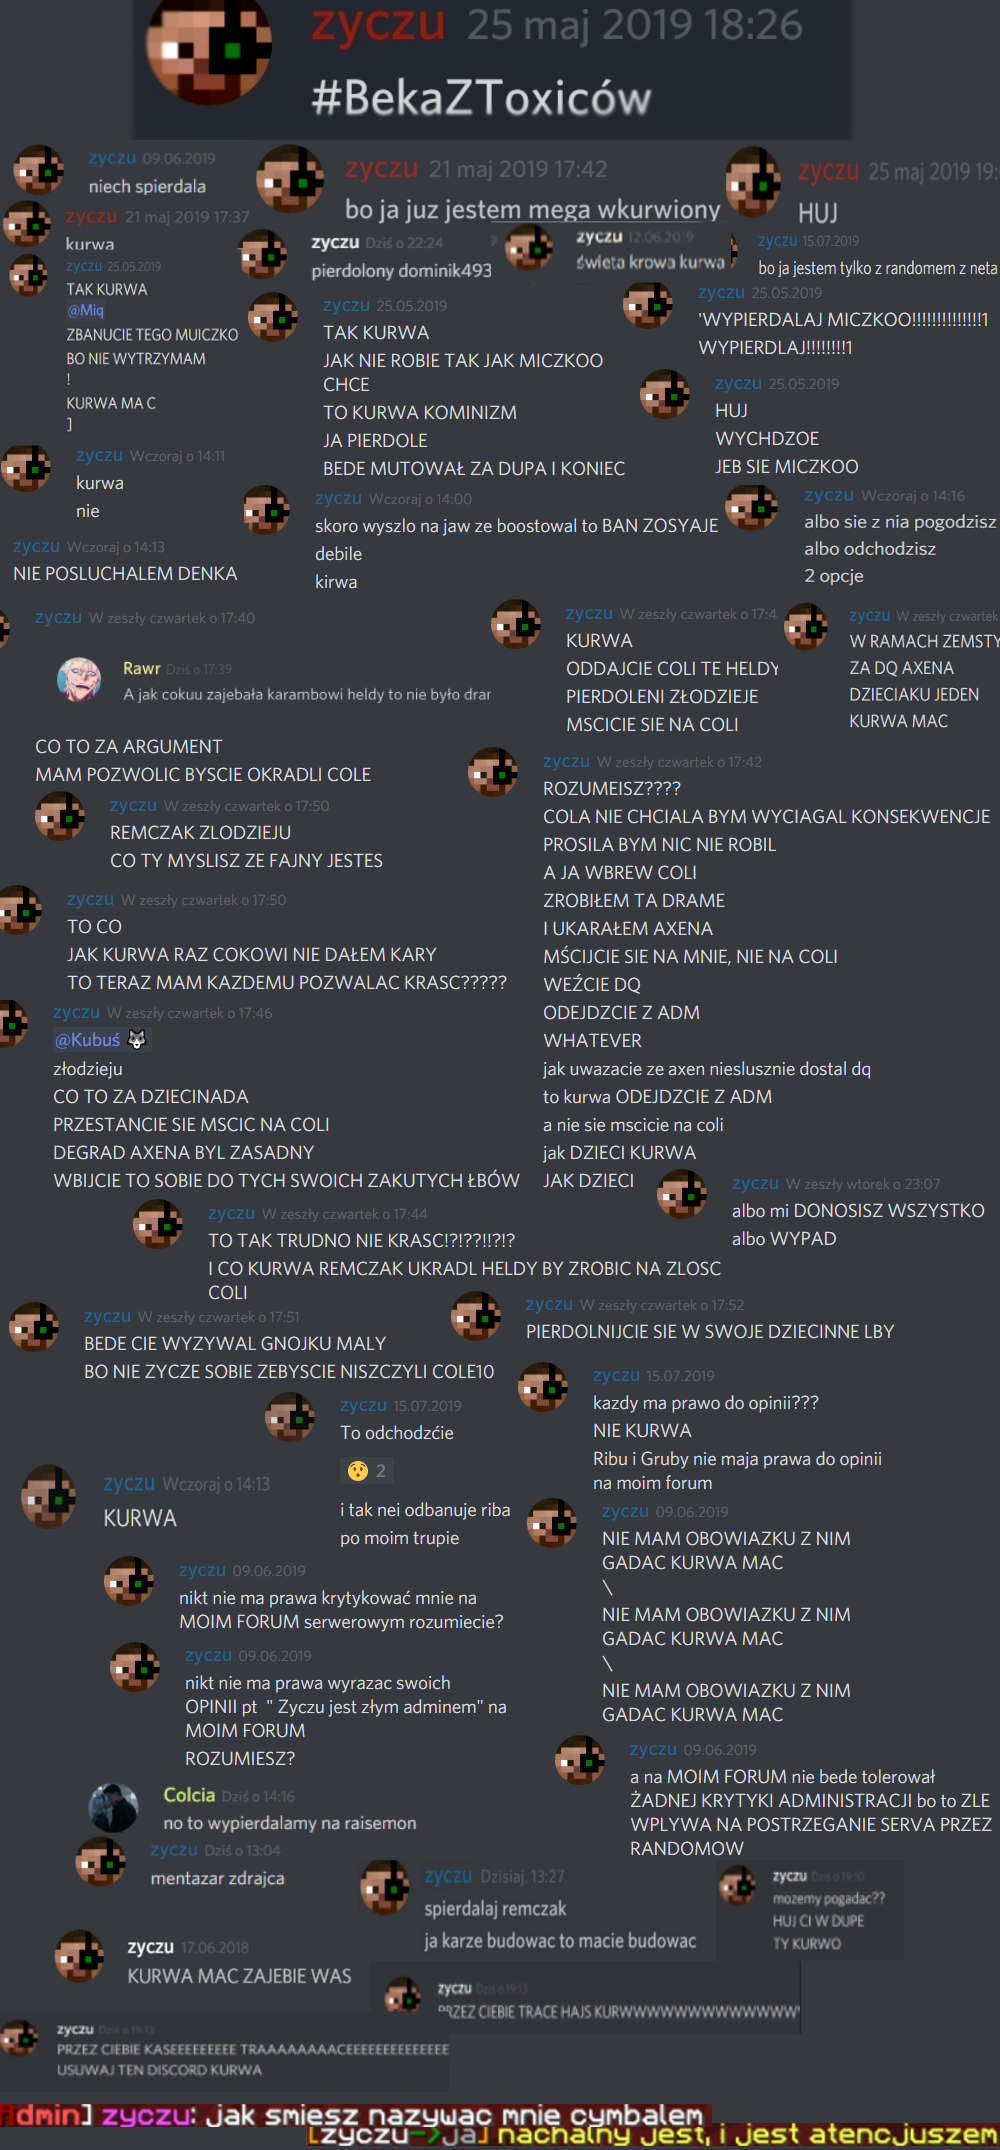 zyczu 25 maj 2019 18:26
#BekaZToxiców
zyczu 09.06.2019
niech spierdala
zyczu 21 maj 2019 17:42
bo ja juz jestem mega wkurwiony
zyczu 25 maj 2019 19:
HUJ
zyczu 21 maj 2019 17:37
kurwa
zyczu Dziś o 22:24
pierdolony dominik493
zyczu 12.06.2019
święta krowa kurwa
zyczu 15.07.2019
bo ja jestem tylko z randomem z neta
zyczu 25.05.2019
TAK KURWA
@Miq
ZBANUCIE TEGO MUICZKO
BO NIE WYTRZYMAM
!
KURWA MA C
]
zyczu 25.05.2019
TAK KURWA
JAK NIE ROBIE TAK JAK MICZKOO
CHCE
TO KURWA KOMINIZM
JA PIERDOLE
BEDE MUTOWAŁ ZA DUPA I KONIEC
zyczu 25.05.2019
'WYPIERDALAJ MICZKOO!!!!!!!!!!!!!!1
WYPIERDLAJ!!!!!!!!1
zyczu 25.05.2019
HUJ
WYCHDZOE
JEB SIE MICZKOO
zyczu Wczoraj o 14:11
kurwa
nie
zyczu Wczoraj o 14:00
skoro wyszlo na jaw ze boostowal to BAN ZOSYAJE
debile
kirwa
zyczu Wczoraj o 14:16
albo sie z nia pogodzisz
albo odchodzisz
2 opcje
zyczu Wczoraj o 14:13
NIE POSLUCHALEM DENKA
zyczu W zeszły czwartek o 17:40
Rawr Dziś o 17:39
A jak cokuu zajebała karambowi heldy to nie było drar
CO TO ZA ARGUMENT
MAM POZWOLIC BYSCIE OKRADLI COLE
zyczu W zeszły czwartek o 17:4
KURWA
ODDAJCIE COLI TE HELDY
PIERDOLENI ZŁODZIEJE
MSCICIE SIE NA COLI
zyczu W zeszły czwartek
W RAMACH ZEMSTY
ZA DQ AXENA
DZIECIAKU JEDEN
KURWA MAC
zyczu W zeszły czwartek o 17:50
REMCZAK ZLODZIEJU
CO TY MYSLISZ ZE FAJNY JESTES
zyczu W zeszły czwartek o 17:42
ROZUMEISZ????
COLA NIE CHCIALA BYM WYCIAGAL KONSEKWENCJE
PROSILA BYM NIC NIE ROBIL
A JA WBREW COLI
ZROBIŁEM TA DRAME
I UKARAŁEM AXENA
MŚCIJCIE SIE NA MNIE, NIE NA COLI
WEŹCIE DQ
ODEJDZCIE Z ADM
WHATEVER
jak uwazacie ze axen nieslusznie dostal dq
to kurwa ODEJDZCIE Z ADM
a nie sie mscicie na coli
jak DZIECI KURWA
JAK DZIECI
zyczu W zeszły czwartek o 17:50
TO CO
JAK KURWA RAZ COKOWI NIE DAŁEM KARY
TO TERAZ MAM KAZDEMU POZWALAC KRASC?????
zyczu W zeszły czwartek o 17:46
@Kubuś 🐺
złodzieju
CO TO ZA DZIECINADA
PRZESTANCIE SIE MSCIC NA COLI
DEGRAD AXENA BYL ZASADNY
WBIJCIE TO SOBIE DO TYCH SWOICH ZAKUTYCH ŁBÓW
zyczu W zeszły wtorek o 23:07
albo mi DONOSISZ WSZYSTKO
albo WYPAD
zyczu W zeszły czwartek o 17:44
TO TAK TRUDNO NIE KRASC!?!??!!?!?
I CO KURWA REMCZAK UKRADL HELDY BY ZROBIC NA ZLOSC
COLI
zyczu W zeszły czwartek o 17:51
BEDE CIE WYZYWAL GNOJKU MALY
BO NIE ZYCZE SOBIE ZEBYSCIE NISZCZYLI COLE10
zyczu W zeszły czwartek o 17:52
PIERDOLNIJCIE SIE W SWOJE DZIECINNE LBY
zyczu 15.07.2019
To odchodzćie
😯 2
i tak nei odbanuje riba
po moim trupie
zyczu 15.07.2019
kazdy ma prawo do opinii???
NIE KURWA
Ribu i Gruby nie maja prawa do opinii
na moim forum
zyczu Wczoraj o 14:13
KURWA
zyczu 09.06.2019
NIE MAM OBOWIAZKU Z NIM
GADAC KURWA MAC
\
NIE MAM OBOWIAZKU Z NIM
GADAC KURWA MAC
\
NIE MAM OBOWIAZKU Z NIM
GADAC KURWA MAC
zyczu 09.06.2019
nikt nie ma prawa krytykować mnie na
MOIM FORUM serwerowym rozumiecie?
zyczu 09.06.2019
nikt nie ma prawa wyrazac swoich
OPINII pt " Zyczu jest złym adminem" na
MOIM FORUM
ROZUMIESZ?
zyczu 09.06.2019
a na MOIM FORUM nie bede tolerował
ŻADNEJ KRYTYKI ADMINISTRACJI bo to ZLE
WPLYWA NA POSTRZEGANIE SERVA PRZEZ
RANDOMOW
Colcia Dziś o 14:16
no to wypierdalamy na raisemon
zyczu Dziś o 13:04
mentazar zdrajca
zyczu Dzisiaj, 13:27
spierdalaj remczak
ja karze budowac to macie budowac
zyczu Dziś o 19:10
mozemy pogadac??
HUJ CI W DUPE
TY KURWO
zyczu 17.06.2018
KURWA MAC ZAJEBIE WAS
zyczu Dziś o 19:13
PRZEZ CIEBIE TRACE HAJS KURWWWWWWWWWWWWWW
zyczu Dziś o 19:13
PRZEZ CIEBIE KASEEEEEEEEE TRAAAAAAAACEEEEEEEEEEEEEE
USUWAJ TEN DISCORD KURWA
Admin] zyczu: jak smiesz nazywac mnie cymbalem
[zyczu->ja] nachalny jest, i jest atencjuszem